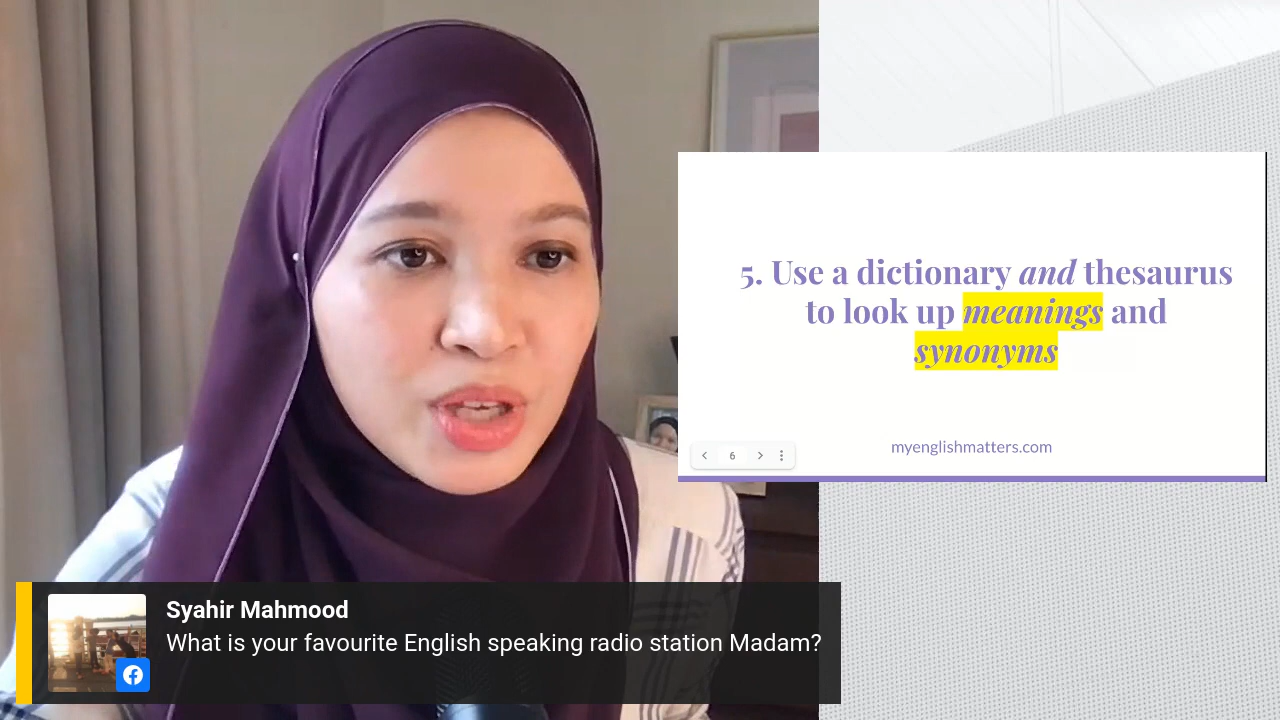 5. Use a dictionary and thesaurus
to look up meanings and
synonyms
6
myenglishmatters.com
Syahir Mahmood
What is your favourite English speaking radio station Madam?